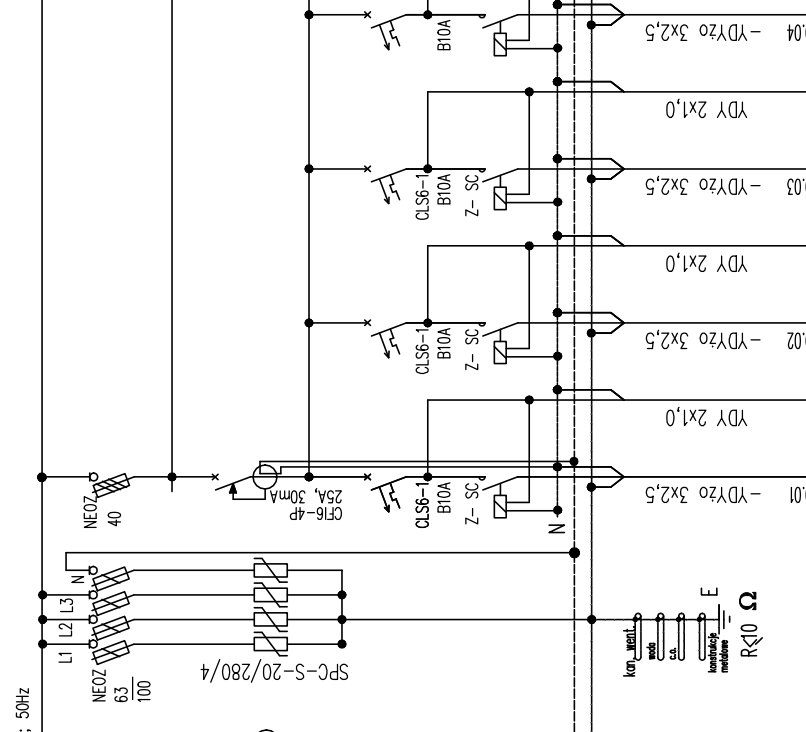 B10A
YDYżo 3x2,5 —
YDY 2x1,0
CLS6-1
B10A
Z- SC
YDYżo 3x2,5 —
YDY 2x1,0
CLS6-1
B10A
Z- SC
YDYżo 3x2,5 —
YDY 2x1,0
CLS6-1
B10A
Z- SC
YDYżo 3x2,5 —
NEOZ
40
CFI6-4P
25A, 30mA
N
N
L3
L2
L1
NEOZ
63
100
SPC-S-20/280/4
kan. went.
woda
c.o.
konstrukcje
metalowe
E
R<10 Ω
50Hz